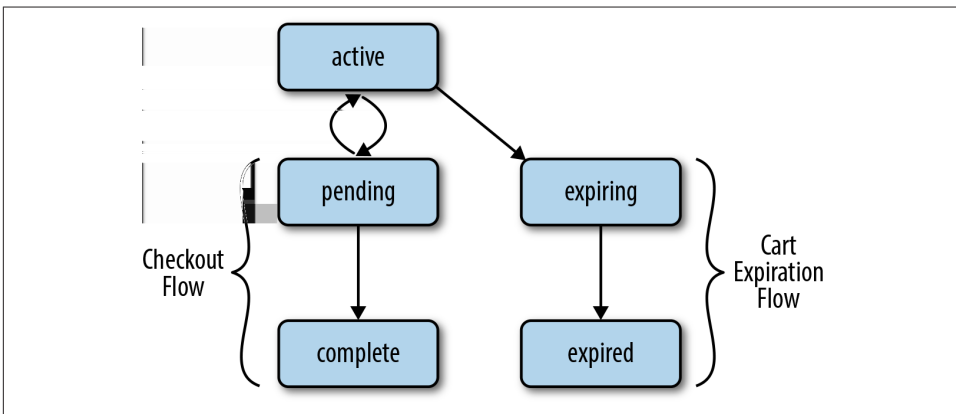 active
pending
expiring
Checkout
Flow
Cart
Expiration
Flow
complete
expired